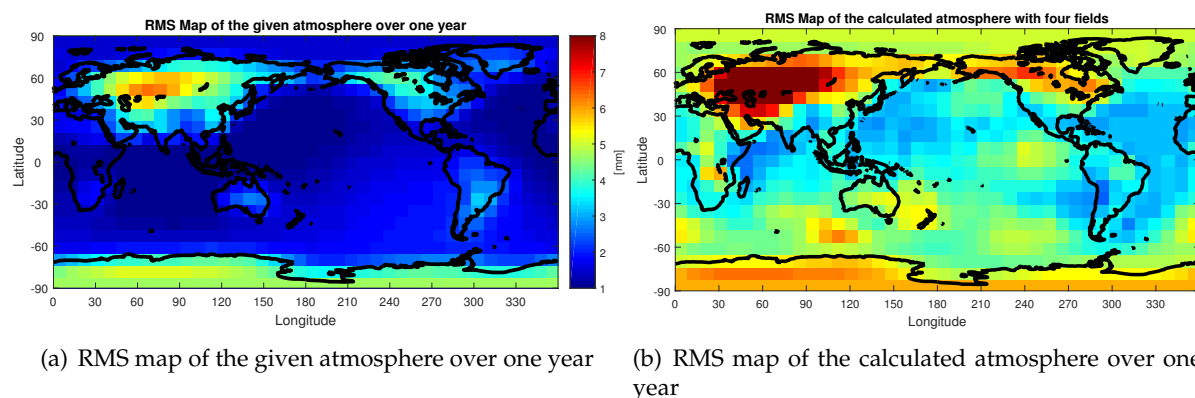 RMS Map of the given atmosphere over one year
90
60
30
0
-30
-60
-90
Latitude
0 30 60 90 120 150 180 210 240 270 300 330
Longitude
8
7
6
5
4
3
2
1
[mm]
(a) RMS map of the given atmosphere over one year
RMS Map of the calculated atmosphere with four fields
90
60
30
0
-30
-60
-90
Latitude
0 30 60 90 120 150 180 210 240 270 300 330
Longitude
(b) RMS map of the calculated atmosphere over one
year